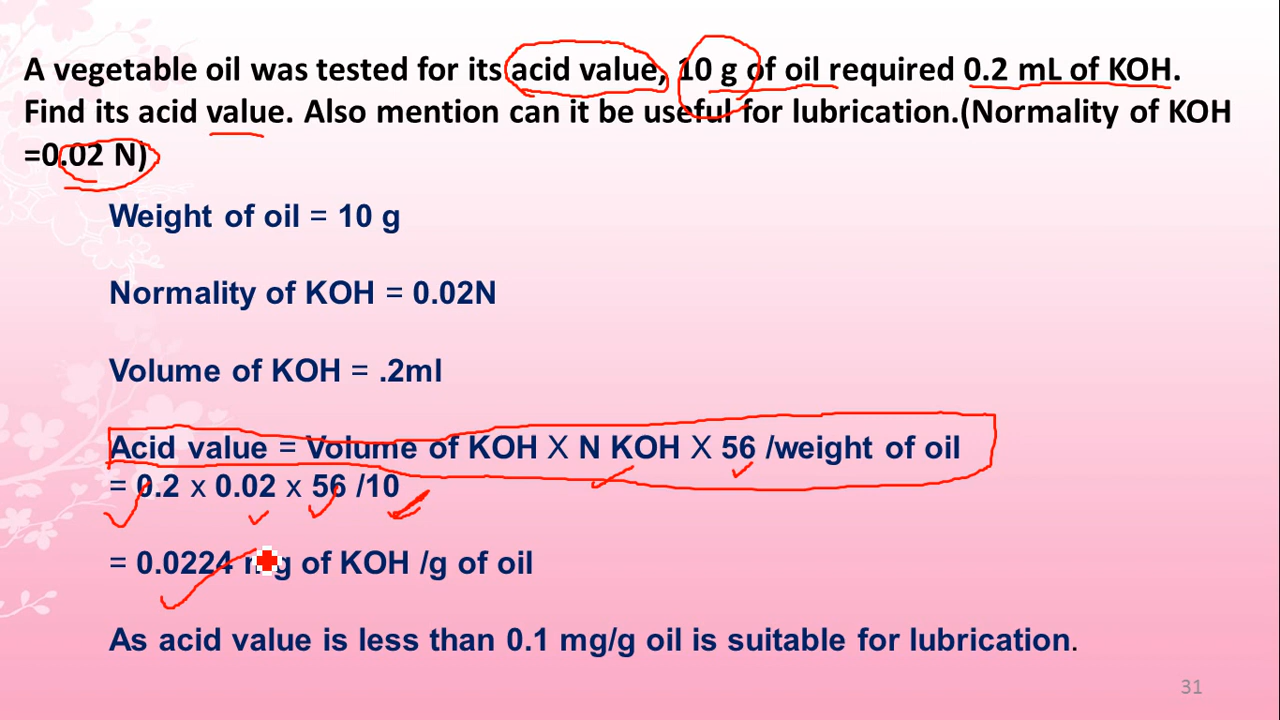 A vegetable oil was tested for its acid value, 10 g of oil required 0.2 mL of KOH.
Find its acid value. Also mention can it be useful for lubrication.(Normality of KOH
=0.02 N)
Weight of oil = 10 g
Normality of KOH = 0.02N
Volume of KOH = .2ml
Acid value = Volume of KOH X N KOH X 56 /weight of oil
= 0.2 x 0.02 x 56 /10
= 0.0224 mg of KOH /g of oil
As acid value is less than 0.1 mg/g oil is suitable for lubrication.
31